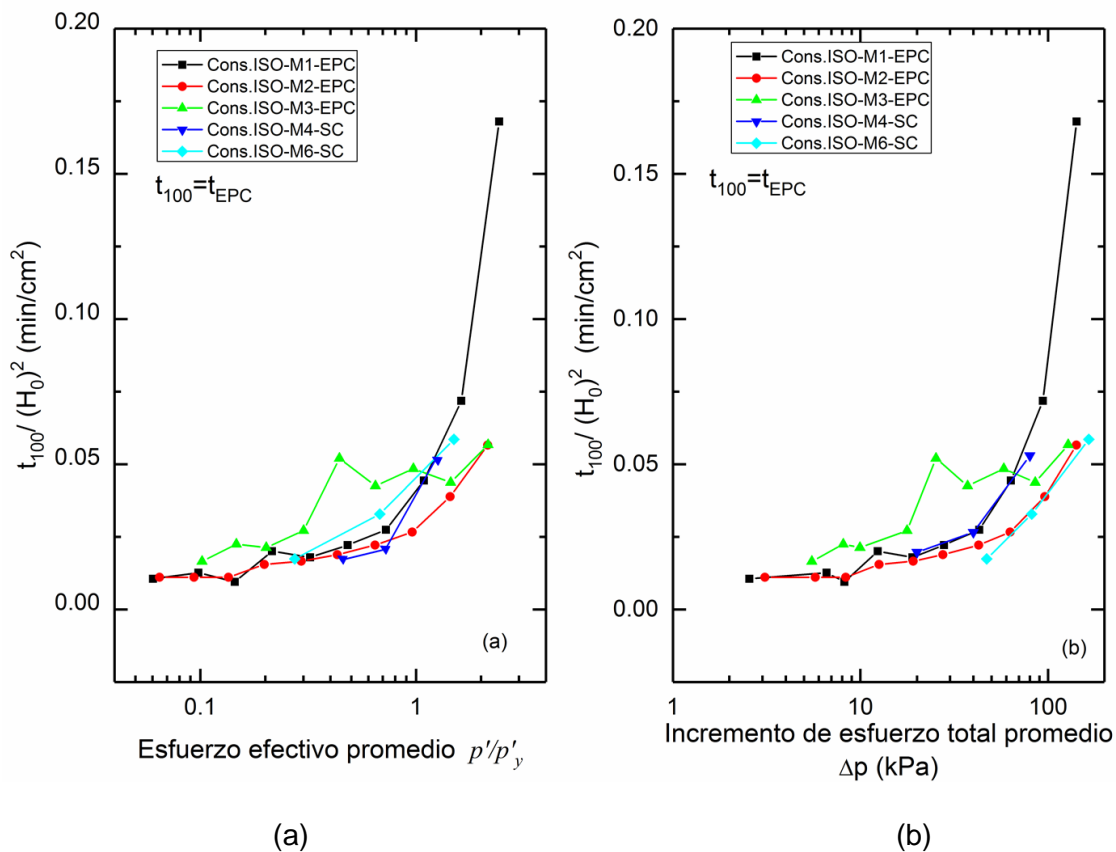 0.20
0.15
0.10
0.05
0.00
t100/ (H0)2 (min/cm2)
Cons.ISO-M1-EPC
Cons.ISO-M2-EPC
Cons.ISO-M3-EPC
Cons.ISO-M4-SC
Cons.ISO-M6-SC
t100=tEPC
(a)
0.1 1
Esfuerzo efectivo promedio p'/p'y
(a)
0.20
0.15
0.10
0.05
0.00
t100/ (H0)2 (min/cm2)
Cons.ISO-M1-EPC
Cons.ISO-M2-EPC
Cons.ISO-M3-EPC
Cons.ISO-M4-SC
Cons.ISO-M6-SC
t100=tEPC
(b)
1 10 100
Incremento de esfuerzo total promedio
Δp (kPa)
(b)